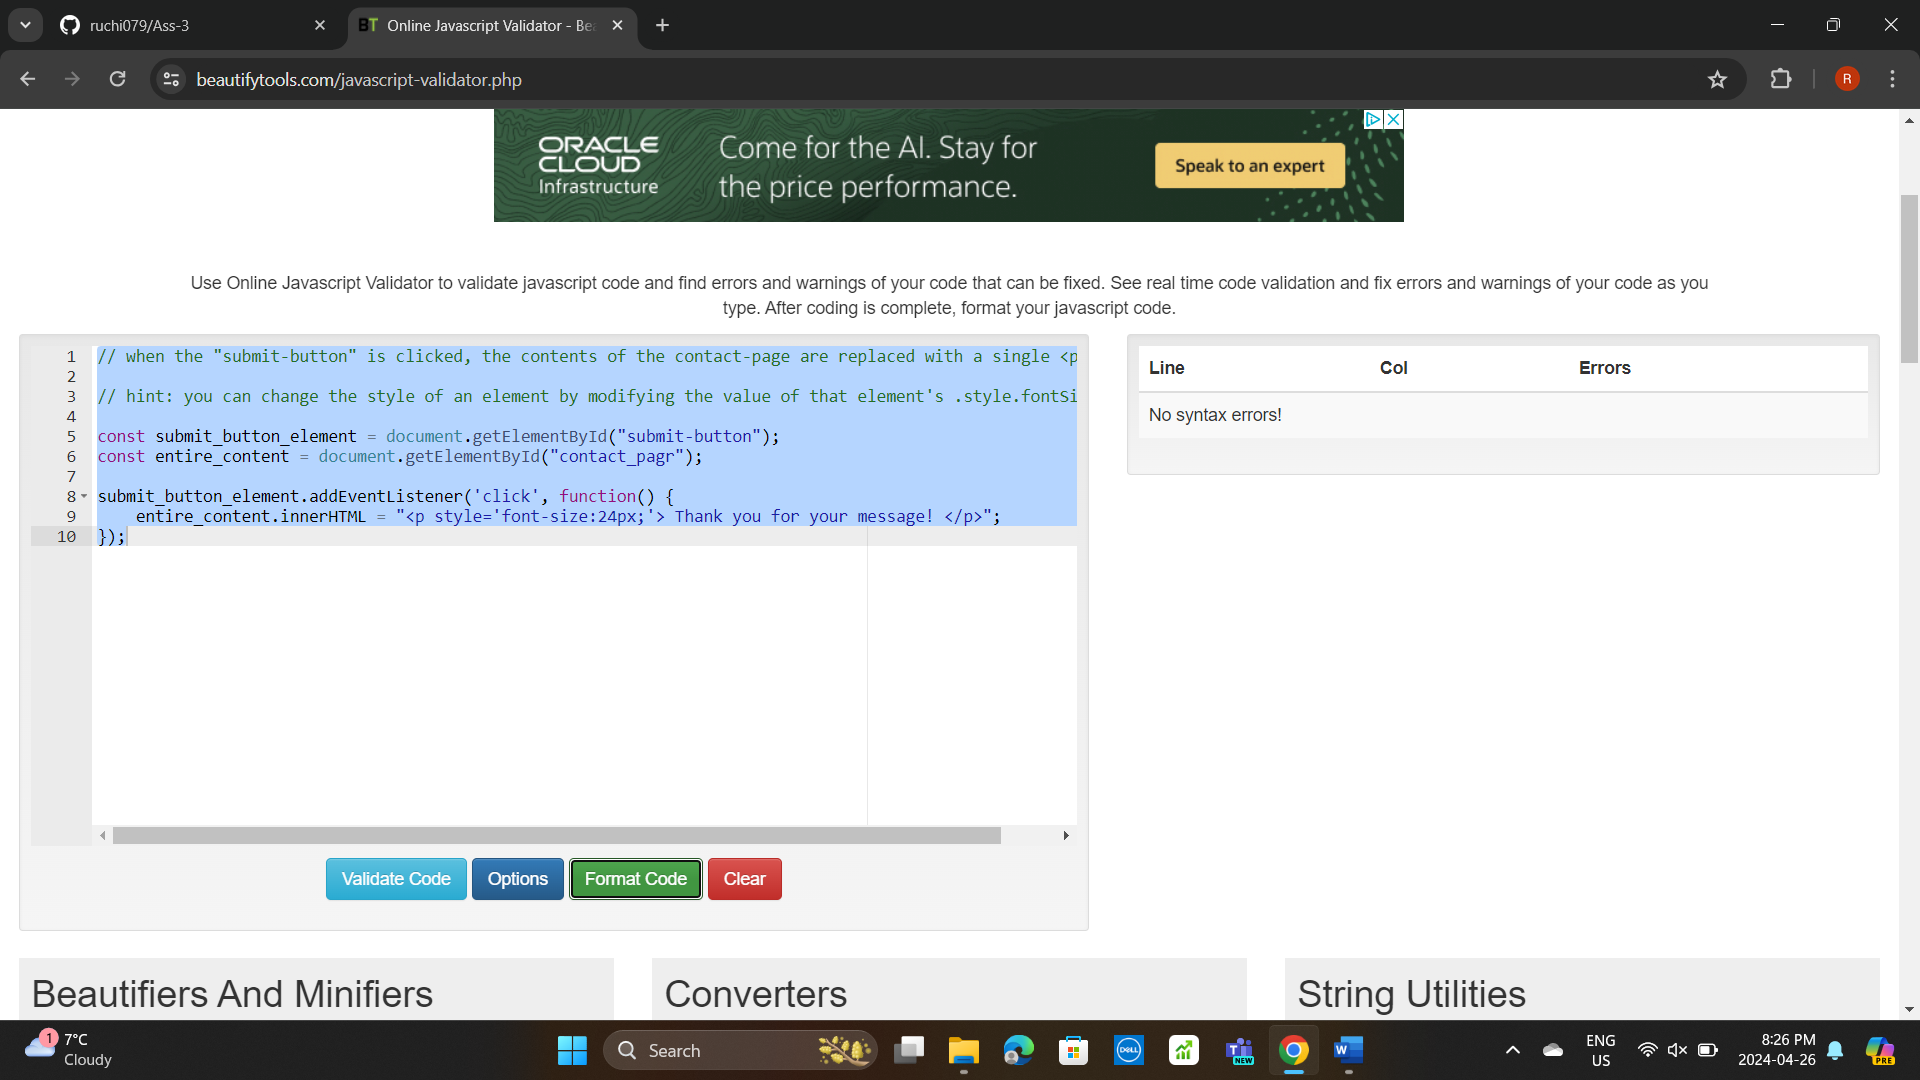 ruchi079/Ass-3
BT Online Javascript Validator - Be
beautifytools.com/javascript-validator.php
R
ORACLE
CLOUD
Infrastructure
Come for the AI. Stay for
the price performance.
Speak to an expert
Use Online Javascript Validator to validate javascript code and find errors and warnings of your code that can be fixed. See real time code validation and fix errors and warnings of your code as you
type. After coding is complete, format your javascript code.
1 // when the "submit-button" is clicked, the contents of the contact-page are replaced with a single <p
2
3 // hint: you can change the style of an element by modifying the value of that element's .style.fontSi
4
5 const submit_button_element = document.getElementById("submit-button");
6 const entire_content = document.getElementById("contact_pagr");
7
8 submit_button_element.addEventListener('click', function() {
9 entire_content.innerHTML = "<p style='font-size:24px;'> Thank you for your message! </p>";
10 });
Line Col Errors
No syntax errors!
Validate Code Options Format Code Clear
Beautifiers And Minifiers Converters String Utilities
1 7°C
Cloudy
Search
DELL
NEW
W
ENG
US
8:26 PM
2024-04-26
PRE